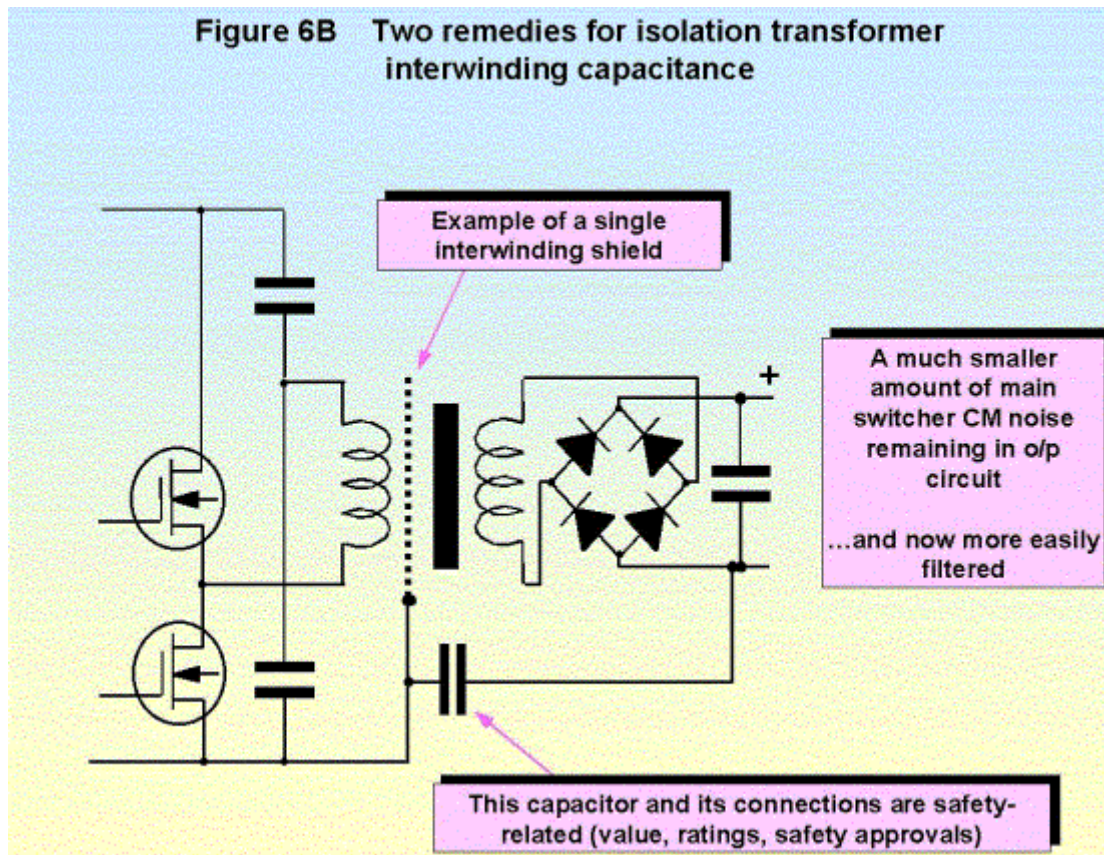 Figure 6B Two remedies for isolation transformer
interwinding capacitance
Example of a single
interwinding shield
+
A much smaller
amount of main
switcher CM noise
remaining in o/p
circuit
...and now more easily
filtered
This capacitor and its connections are safety-
related (value, ratings, safety approvals)